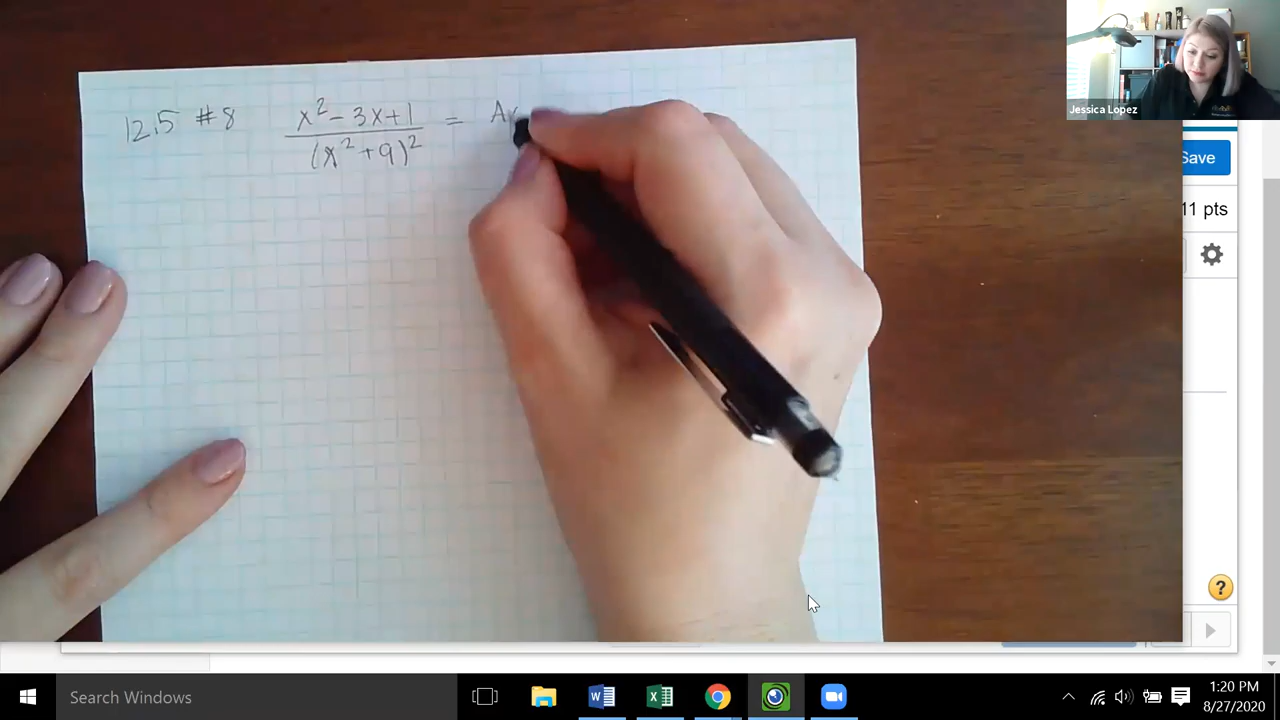 12.5 #8 x² - 3x + 1 = Ax
(x² + 9)²
Jessica Lopez
Save
11 pts
?
Search Windows
1:20 PM
8/27/2020